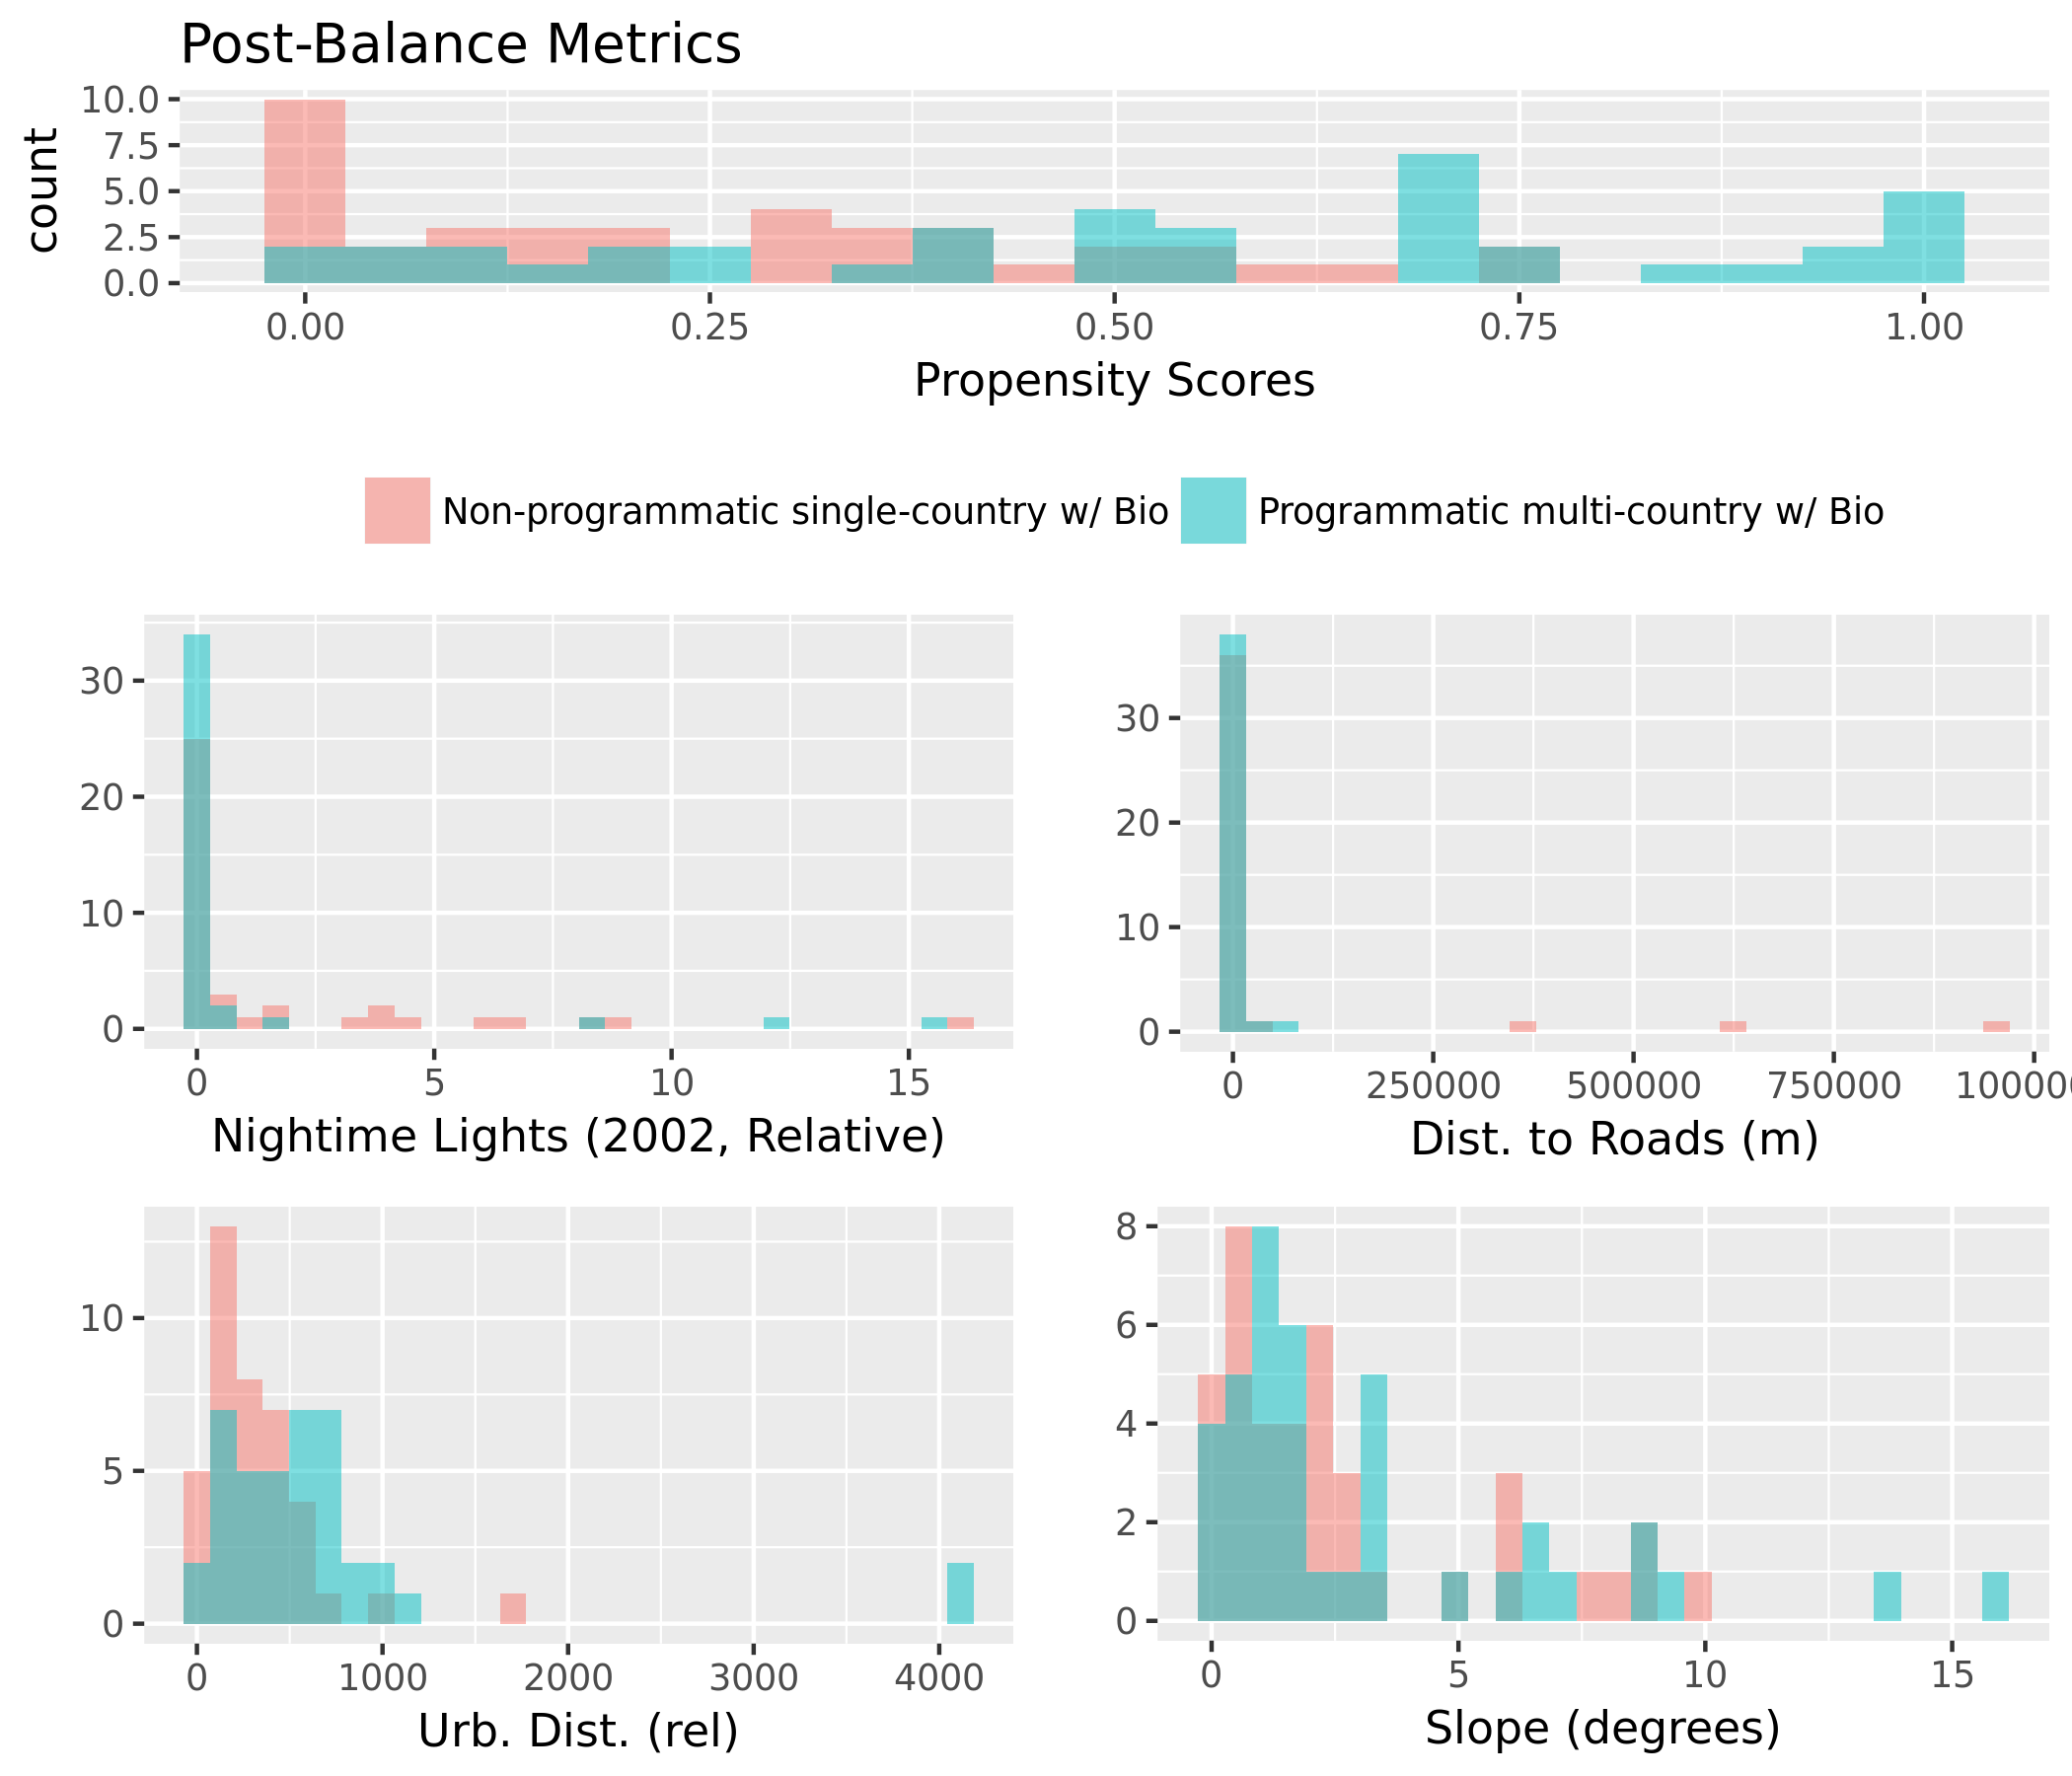 Post-Balance Metrics
count
10.0
7.5
5.0
2.5
0.0
0.00 0.25 0.50 0.75 1.00
Propensity Scores
Non-programmatic single-country w/ Bio Programmatic multi-country w/ Bio
30
20
10
0
0 5 10 15
Nightime Lights (2002, Relative)
30
20
10
0
0 250000 500000 750000
Dist. to Roads (m)
10
5
0
0 1000 2000 3000 4000
Urb. Dist. (rel)
8
6
4
2
0
0 5 10 15
Slope (degrees)